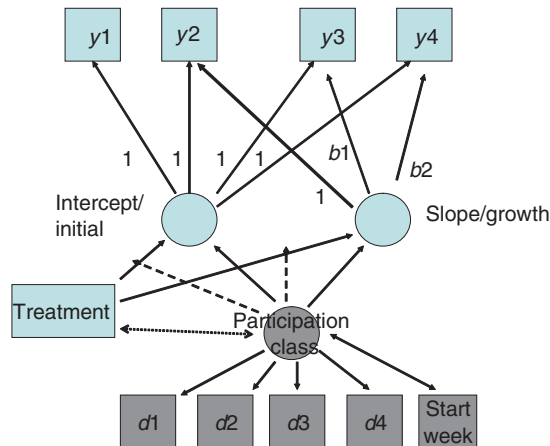 y1 y2 y3 y4
1 1 1 1 b1
1 b2
Intercept/
initial
Slope/growth
Treatment
Participation
class
d1 d2 d3 d4 Start
week